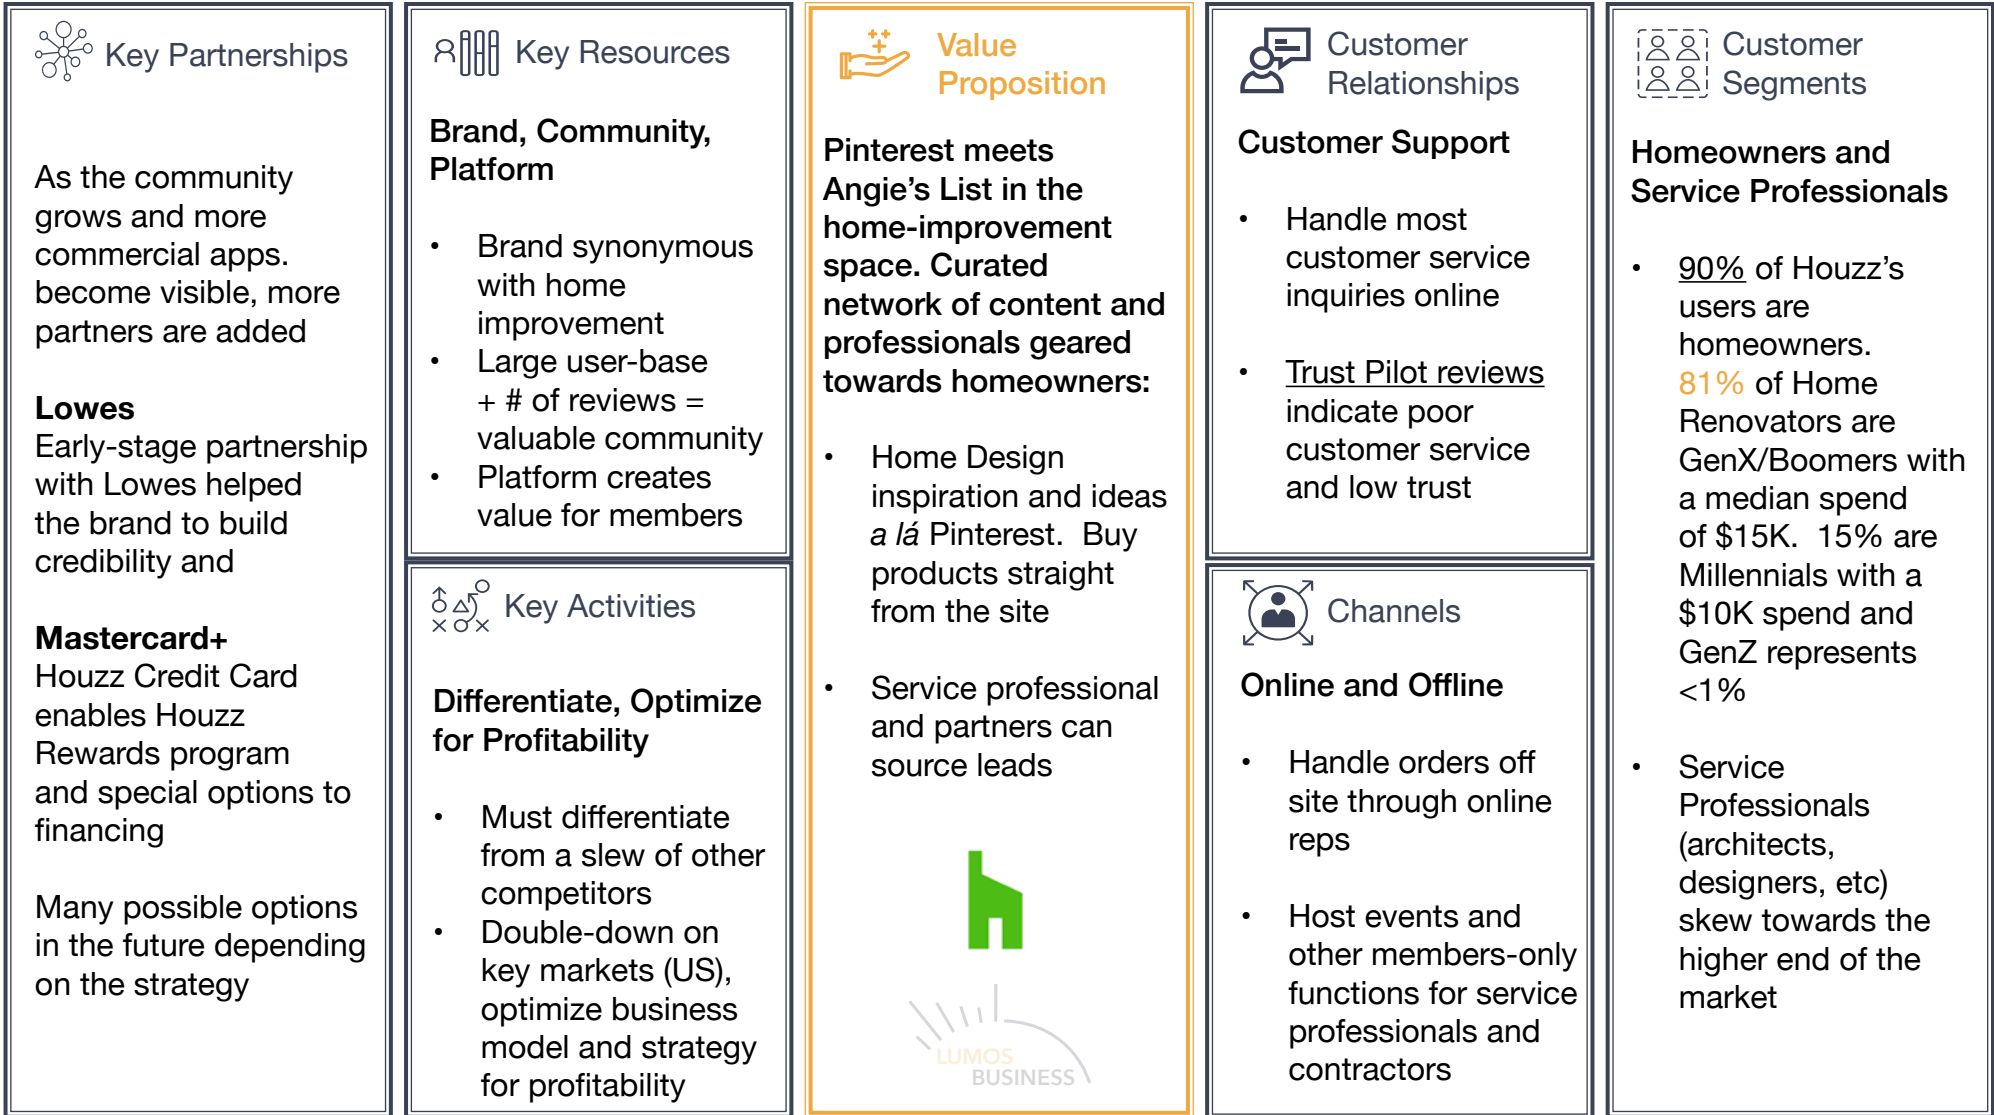 Key Partnerships
As the community
grows and more
commercial apps.
become visible, more
partners are added
Lowes
Early-stage partnership
with Lowes helped
the brand to build
credibility and
Mastercard+
Houzz Credit Card
enables Houzz
Rewards program
and special options to
financing
Many possible options
in the future depending
on the strategy
Key Resources
Brand, Community,
Platform
• Brand synonymous
with home
improvement
• Large user-base
+ # of reviews =
valuable community
• Platform creates
value for members
Key Activities
Differentiate, Optimize
for Profitability
• Must differentiate
from a slew of other
competitors
• Double-down on
key markets (US),
optimize business
model and strategy
for profitability
Value
Proposition
Pinterest meets
Angie’s List in the
home-improvement
space. Curated
network of content and
professionals geared
towards homeowners:
• Home Design
inspiration and ideas
a lá Pinterest. Buy
products straight
from the site
• Service professional
and partners can
source leads
LUMOS
BUSINESS
Customer
Relationships
Customer Support
• Handle most
customer service
inquiries online
• Trust Pilot reviews
indicate poor
customer service
and low trust
Channels
Online and Offline
• Handle orders off
site through online
reps
• Host events and
other members-only
functions for service
professionals and
contractors
Customer
Segments
Homeowners and
Service Professionals
• 90% of Houzz’s
users are
homeowners.
81% of Home
Renovators are
GenX/Boomers with
a median spend
of $15K. 15% are
Millennials with a
$10K spend and
GenZ represents
<1%
• Service
Professionals
(architects,
designers, etc)
skew towards the
higher end of the
market